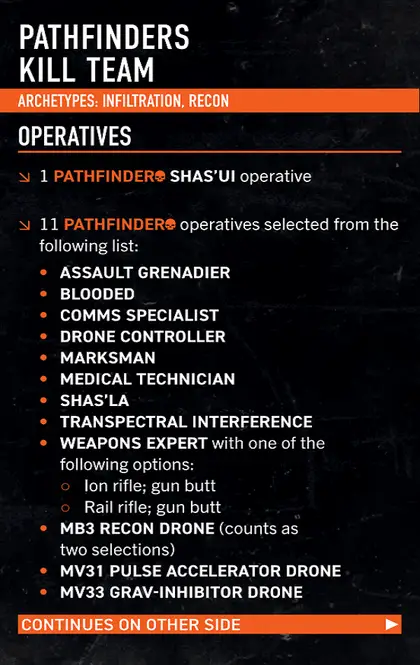 PATHFINDERS
KILL TEAM
ARCHETYPES: INFILTRATION, RECON
OPERATIVES
↘ 1 PATHFINDER💀 SHAS'UI operative
↘ 11 PATHFINDER💀 operatives selected from the
following list:
• ASSAULT GRENADIER
• BLOODED
• COMMS SPECIALIST
• DRONE CONTROLLER
• MARKSMAN
• MEDICAL TECHNICIAN
• SHAS'LA
• TRANSPECTRAL INTERFERENCE
• WEAPONS EXPERT with one of the
following options:
○ Ion rifle; gun butt
○ Rail rifle; gun butt
• MB3 RECON DRONE (counts as
two selections)
• MV31 PULSE ACCELERATOR DRONE
• MV33 GRAV-INHIBITOR DRONE
CONTINUES ON OTHER SIDE ▶